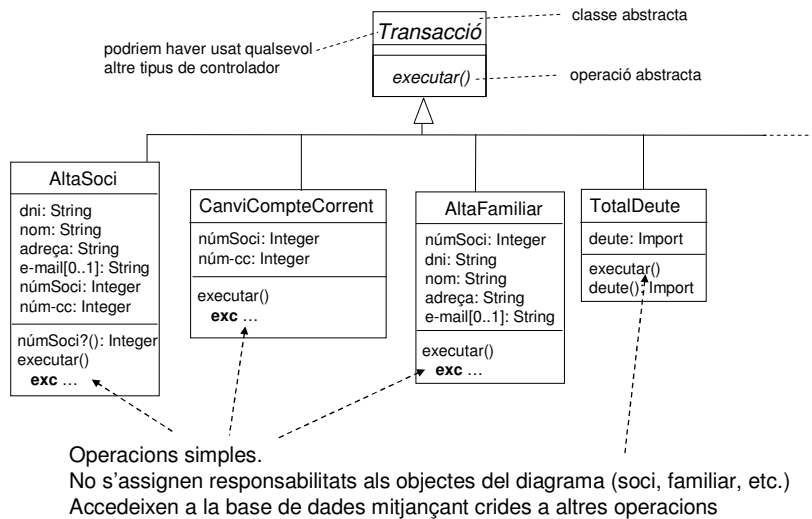 classe abstracta
Transacció
podriem haver usat qualsevol
altre tipus de controlador
executar()
operació abstracta
AltaSoci
dni: String
nom: String
adreça: String
e-mail[0..1]: String
númSoci: Integer
núm-cc: Integer
númSoci?(): Integer
executar()
exc ...
CanviCompteCorrent
númSoci: Integer
núm-cc: Integer
executar()
exc ...
AltaFamiliar
númSoci: Integer
dni: String
nom: String
adreça: String
e-mail[0..1]: String
executar()
exc ...
TotalDeute
deute: Import
executar()
deute(): Import
Operacions simples.
No s'assignen responsabilitats als objectes del diagrama (soci, familiar, etc.)
Accedeixen a la base de dades mitjançant crides a altres operacions